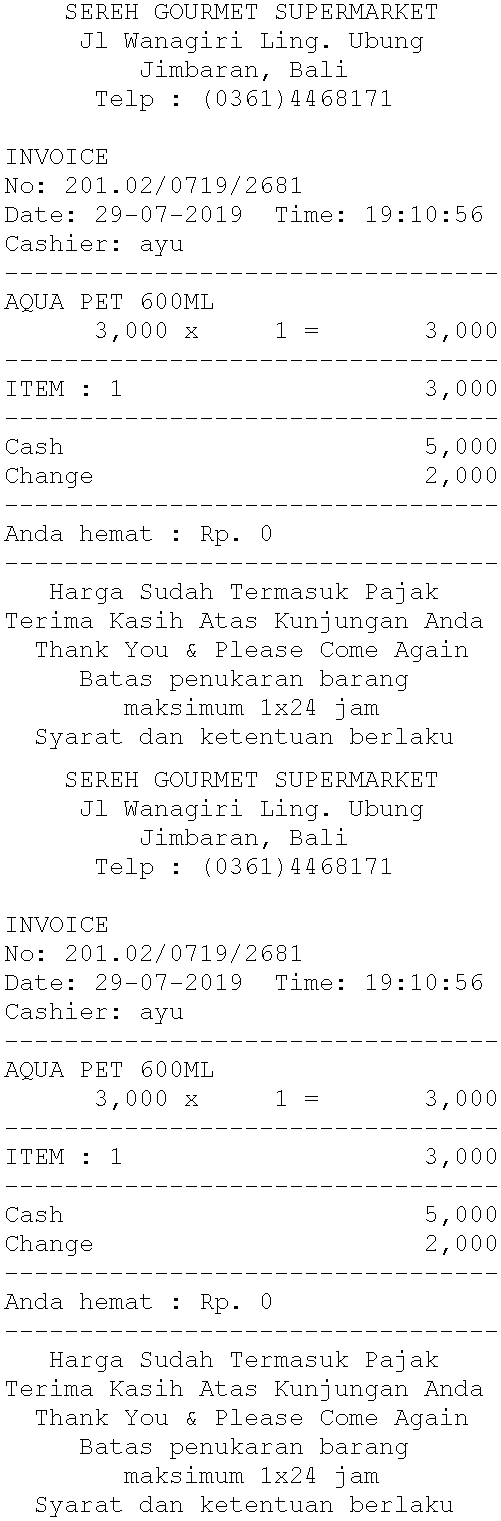 SEREH GOURMET SUPERMARKET
Jl Wanagiri Ling. Ubung
Jimbaran, Bali
Telp : (0361)4468171
INVOICE
No: 201.02/0719/2681
Date: 29-07-2019 Time: 19:10:56
Cashier: ayu
---------------------------------
AQUA PET 600ML
3,000 x 1 = 3,000
---------------------------------
ITEM : 1 3,000
---------------------------------
Cash 5,000
Change 2,000
---------------------------------
Anda hemat : Rp. 0
---------------------------------
Harga Sudah Termasuk Pajak
Terima Kasih Atas Kunjungan Anda
Thank You & Please Come Again
Batas penukaran barang
maksimum 1x24 jam
Syarat dan ketentuan berlaku
SEREH GOURMET SUPERMARKET
Jl Wanagiri Ling. Ubung
Jimbaran, Bali
Telp : (0361)4468171
INVOICE
No: 201.02/0719/2681
Date: 29-07-2019 Time: 19:10:56
Cashier: ayu
---------------------------------
AQUA PET 600ML
3,000 x 1 = 3,000
---------------------------------
ITEM : 1 3,000
---------------------------------
Cash 5,000
Change 2,000
---------------------------------
Anda hemat : Rp. 0
---------------------------------
Harga Sudah Termasuk Pajak
Terima Kasih Atas Kunjungan Anda
Thank You & Please Come Again
Batas penukaran barang
maksimum 1x24 jam
Syarat dan ketentuan berlaku